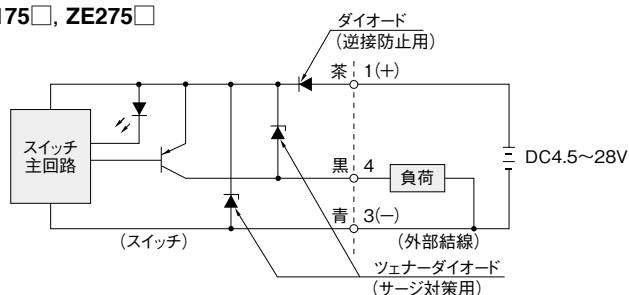 175□, ZE275□
ダイオード
(逆接防止用)
茶 1(+)
スイッチ
主回路
黒 4
負荷
DC4.5～28V
青 3(−)
(スイッチ)
(外部結線)
ツェナーダイオード
(サージ対策用)